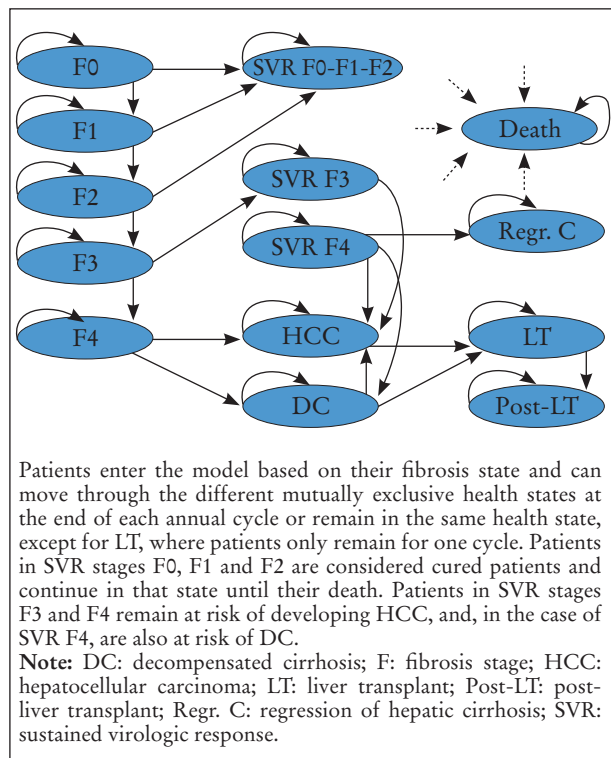 F0
SVR F0-F1-F2
F1
Death
F2
SVR F3
F3
SVR F4
Regr. C
F4
HCC
LT
DC
Post-LT
Patients enter the model based on their fibrosis state and can
move through the different mutually exclusive health states at
the end of each annual cycle or remain in the same health state,
except for LT, where patients only remain for one cycle. Patients
in SVR stages F0, F1 and F2 are considered cured patients and
continue in that state until their death. Patients in SVR stages
F3 and F4 remain at risk of developing HCC, and, in the case of
SVR F4, are also at risk of DC.
Note: DC: decompensated cirrhosis; F: fibrosis stage; HCC:
hepatocellular carcinoma; LT: liver transplant; Post-LT: post-
liver transplant; Regr. C: regression of hepatic cirrhosis; SVR:
sustained virologic response.